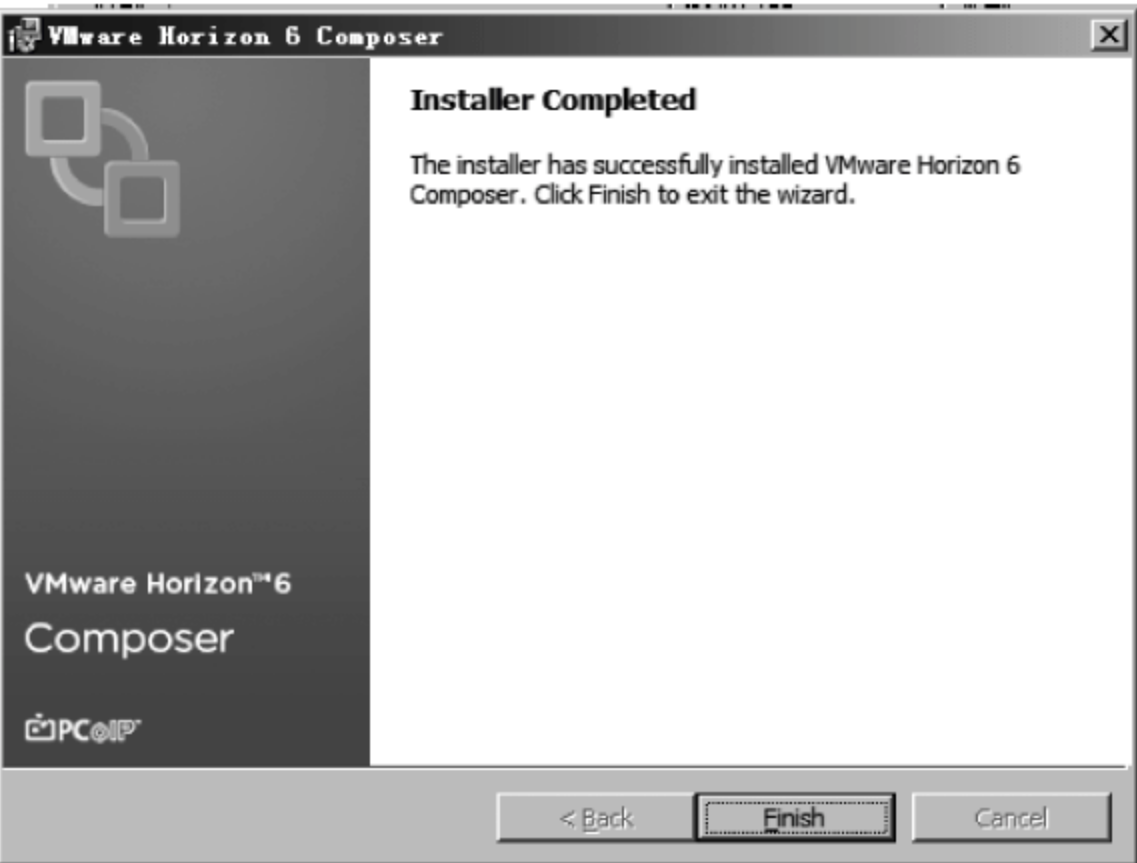 VMware Horizon 6 Composer
Installer Completed
The installer has successfully installed VMware Horizon 6
Composer. Click Finish to exit the wizard.
VMware Horizon™ 6
Composer
PCoIP™
< Back
Finish
Cancel